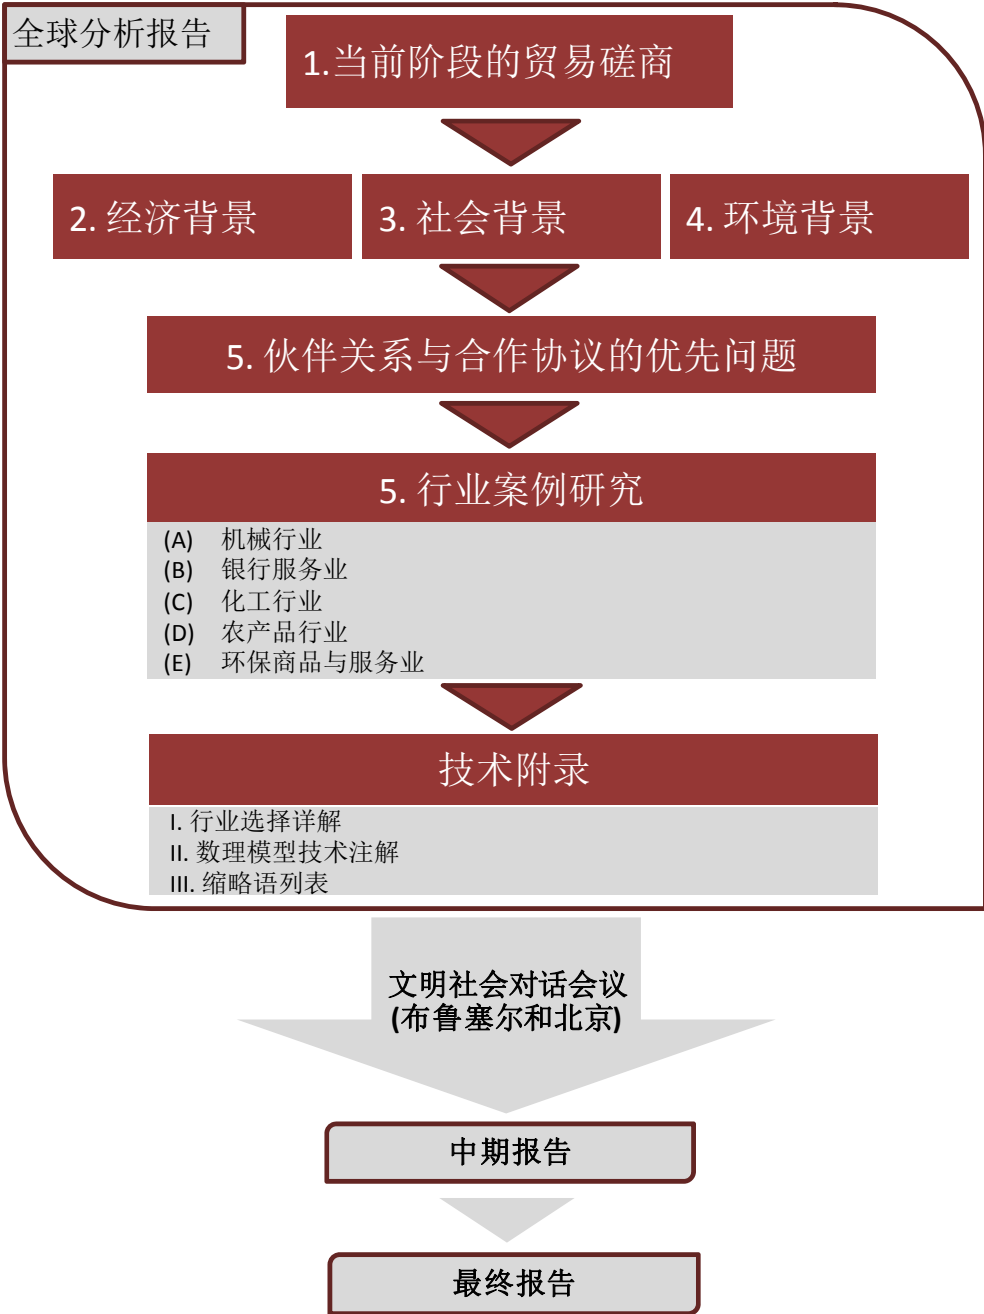 全球分析报告
1.当前阶段的贸易磋商
2. 经济背景
3. 社会背景
4. 环境背景
5. 伙伴关系与合作协议的优先问题
5. 行业案例研究
(A) 机械行业
(B) 银行服务业
(C) 化工行业
(D) 农产品行业
(E) 环保商品与服务业
技术附录
I. 行业选择详解
II. 数理模型技术注解
III. 缩略语列表
文明社会对话会议
(布鲁塞尔和北京)
中期报告
最终报告